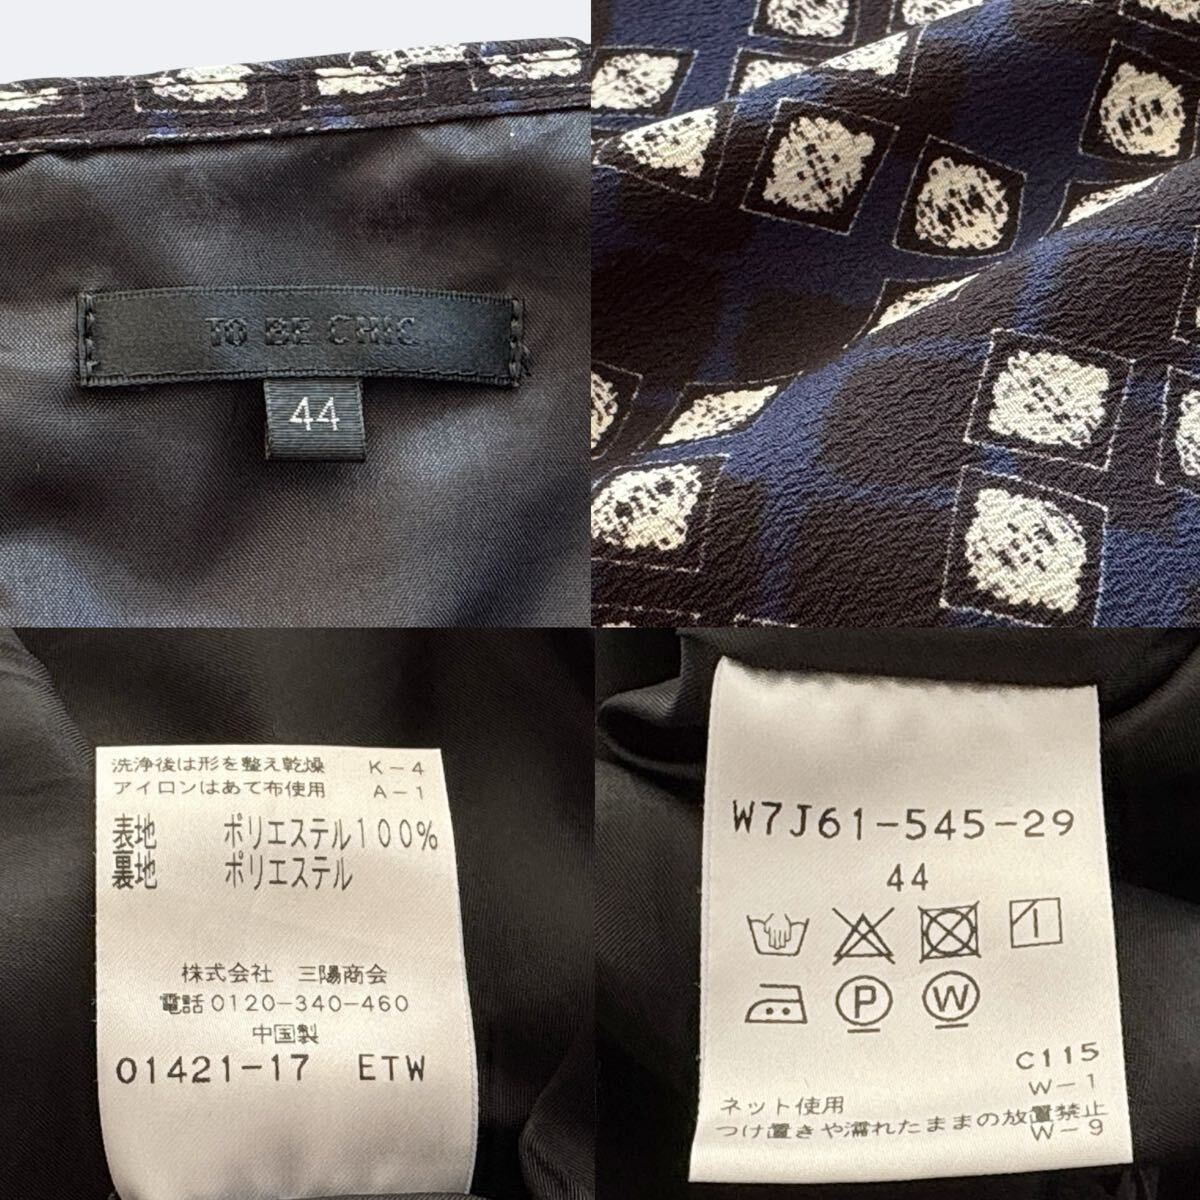 TO BE CHIC
44
洗浄後は形を整え乾燥 K-4
アイロンはあて布使用 A-1
表地 ポリエステル100%
裏地 ポリエステル
株式会社 三陽商会
電話0120-340-460
中国製
01421-17 ETW
W7J61-545-29
44
P W
C115
W-1
ネット使用
つけ置きや濡れたままの放置禁止
W-9